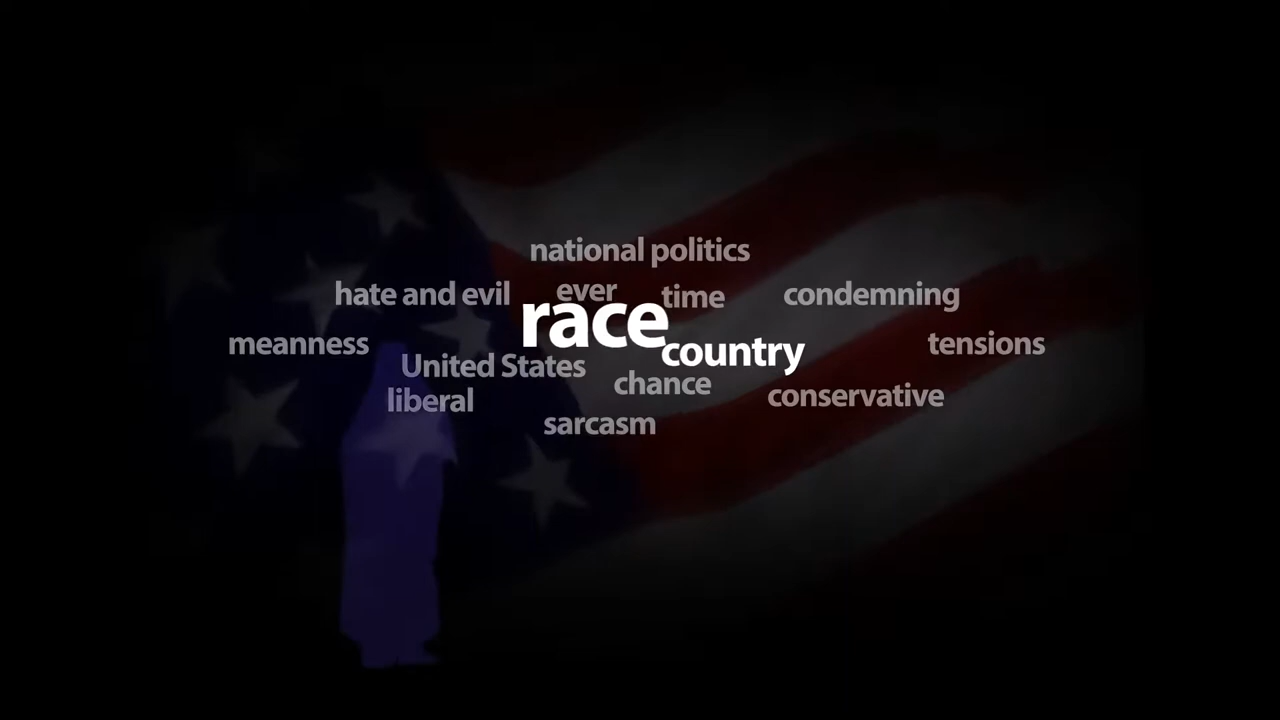 national politics
hate and evil
ever
time
condemning
race
meanness
country
tensions
United States
chance
liberal
conservative
sarcasm